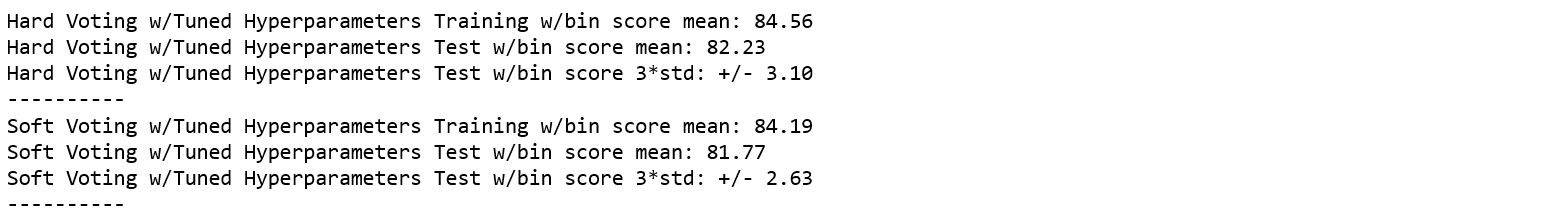 Hard Voting w/Tuned Hyperparameters Training w/bin score mean: 84.56
Hard Voting w/Tuned Hyperparameters Test w/bin score mean: 82.23
Hard Voting w/Tuned Hyperparameters Test w/bin score 3*std: +/- 3.10
----------
Soft Voting w/Tuned Hyperparameters Training w/bin score mean: 84.19
Soft Voting w/Tuned Hyperparameters Test w/bin score mean: 81.77
Soft Voting w/Tuned Hyperparameters Test w/bin score 3*std: +/- 2.63
----------